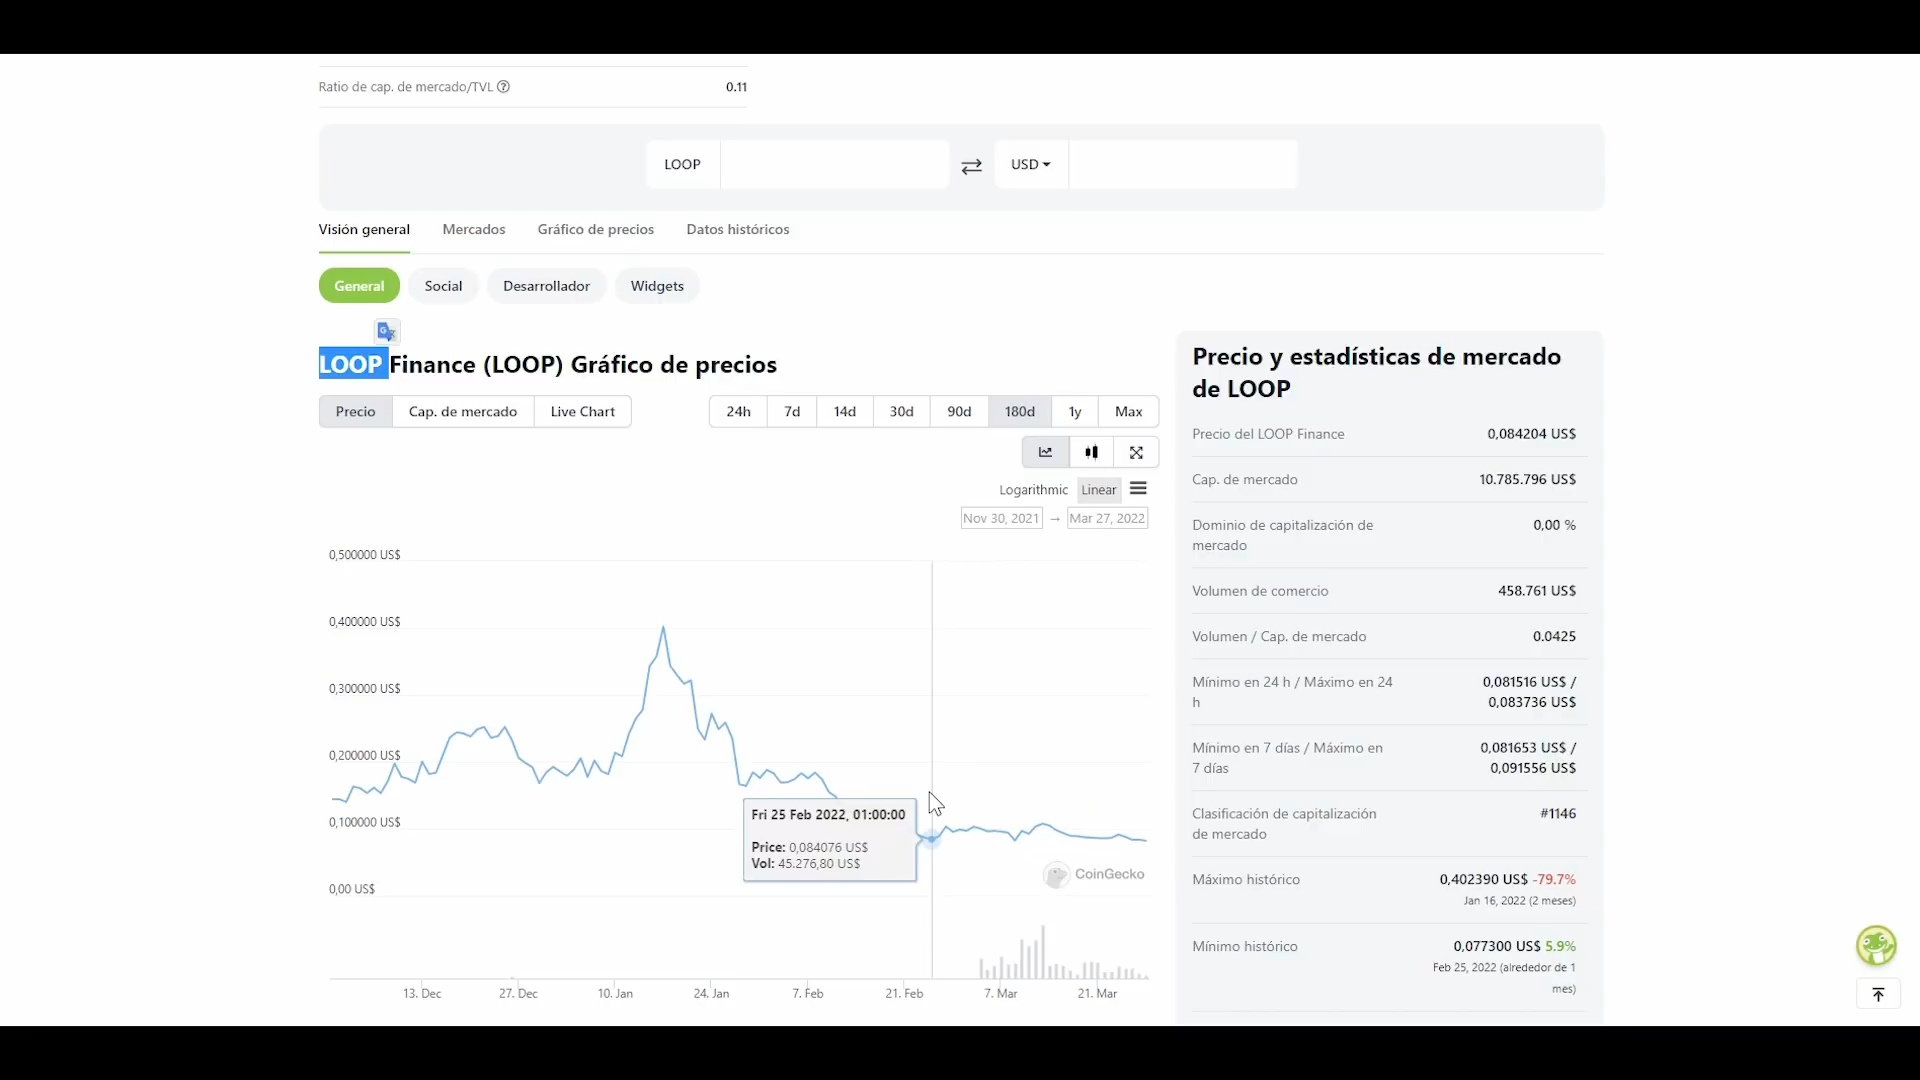 Ratio de cap. de mercado/TVL 0.11
LOOP USD
Visión general Mercados Gráfico de precios Datos históricos
General Social Desarrollador Widgets
LOOP Finance (LOOP) Gráfico de precios
Precio Cap. de mercado Live Chart 24h 7d 14d 30d 90d 180d 1y Max
Logarithmic Linear
Nov 30, 2021 → Mar 27, 2022
0,500000 US$
0,400000 US$
0,300000 US$
0,200000 US$
0,100000 US$
0,00 US$
Fri 25 Feb 2022, 01:00:00
Price: 0,084076 US$
Vol: 45.276,80 US$
CoinGecko
13. Dec 27. Dec 10. Jan 24. Jan 7. Feb 21. Feb 7. Mar 21. Mar
Precio y estadísticas de mercado
de LOOP
Precio del LOOP Finance 0,084204 US$
Cap. de mercado 10.785.796 US$
Dominio de capitalización de 0,00 %
mercado
Volumen de comercio 458.761 US$
Volumen / Cap. de mercado 0.0425
Mínimo en 24 h / Máximo en 24 0,081516 US$ /
h 0,083736 US$
Mínimo en 7 días / Máximo en 0,081653 US$ /
7 días 0,091556 US$
Clasificación de capitalización #1146
de mercado
Máximo histórico 0,402390 US$ -79.7%
Jan 16, 2022 (2 meses)
Mínimo histórico 0,077300 US$ 5.9%
Feb 25, 2022 (alrededor de 1
mes)